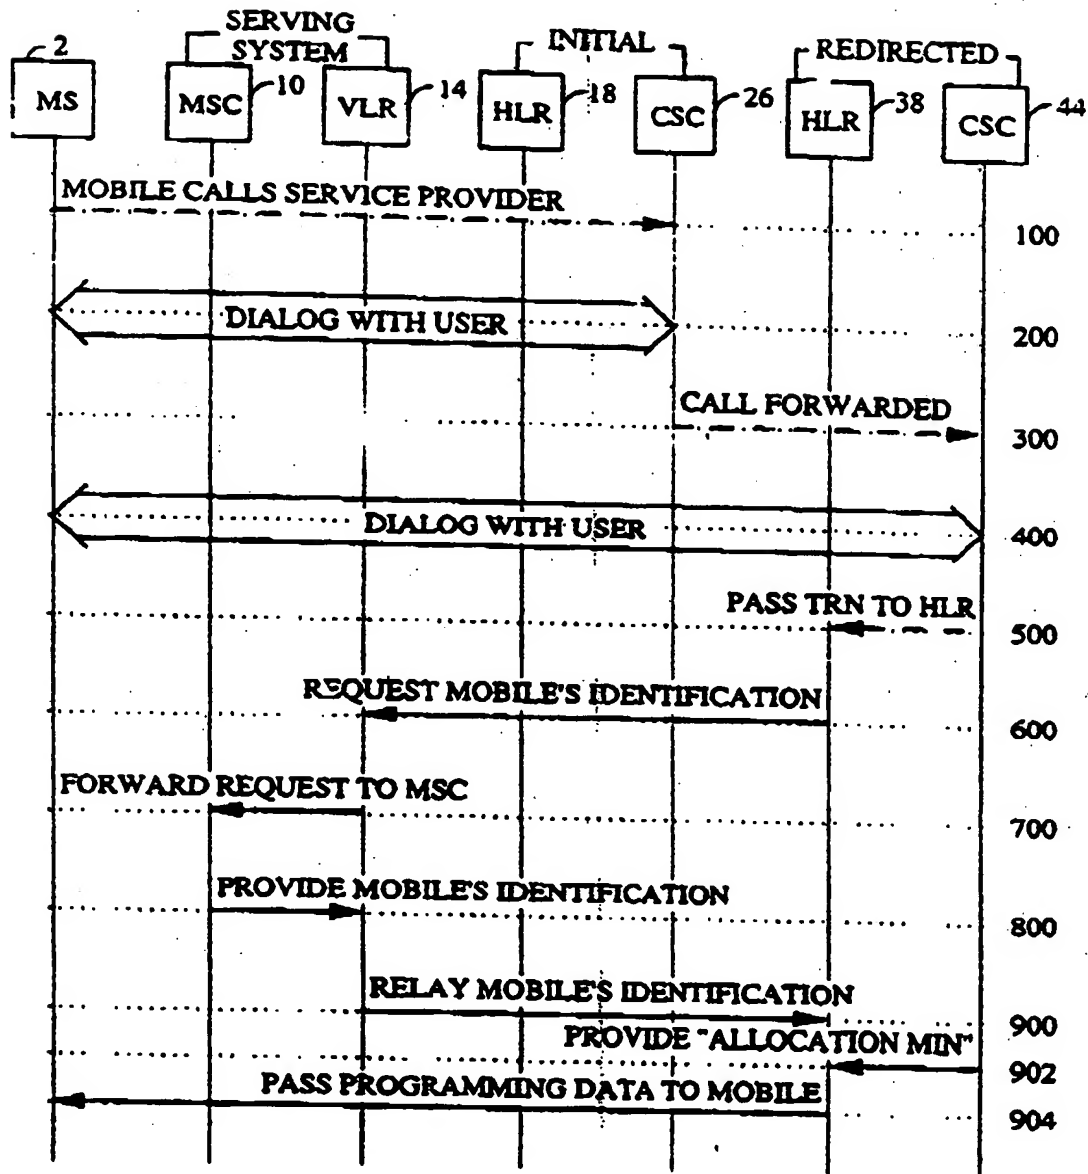 SERVING SYSTEM
INITIAL
REDIRECTED
2
10
14
18
26
38
44
MS
MSC
VLR
HLR
CSC
HLR
CSC
MOBILE CALLS SERVICE PROVIDER
100
DIALOG WITH USER
200
CALL FORWARDED
300
DIALOG WITH USER
400
PASS TRN TO HLR
500
REQUEST MOBILE'S IDENTIFICATION
600
FORWARD REQUEST TO MSC
700
PROVIDE MOBILE'S IDENTIFICATION
800
RELAY MOBILE'S IDENTIFICATION
900
PROVIDE "ALLOCATION MIN"
902
PASS PROGRAMMING DATA TO MOBILE
904